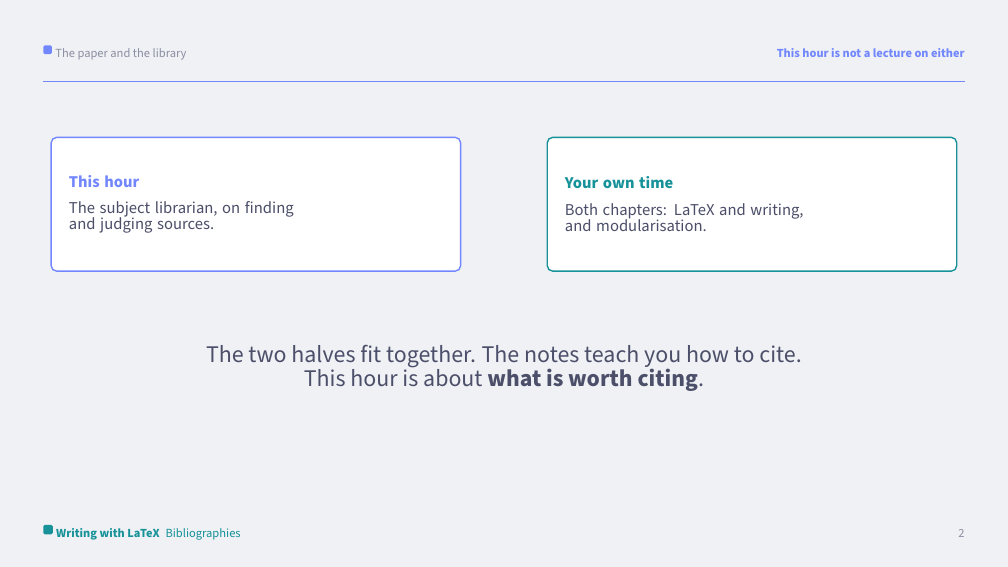 The paper and the library
This hour is not a lecture on either
This hour
The subject librarian, on finding
and judging sources.
Your own time
Both chapters: LaTeX and writing,
and modularisation.
The two halves fit together. The notes teach you how to cite.
This hour is about what is worth citing.
Writing with LaTeX Bibliographies
2